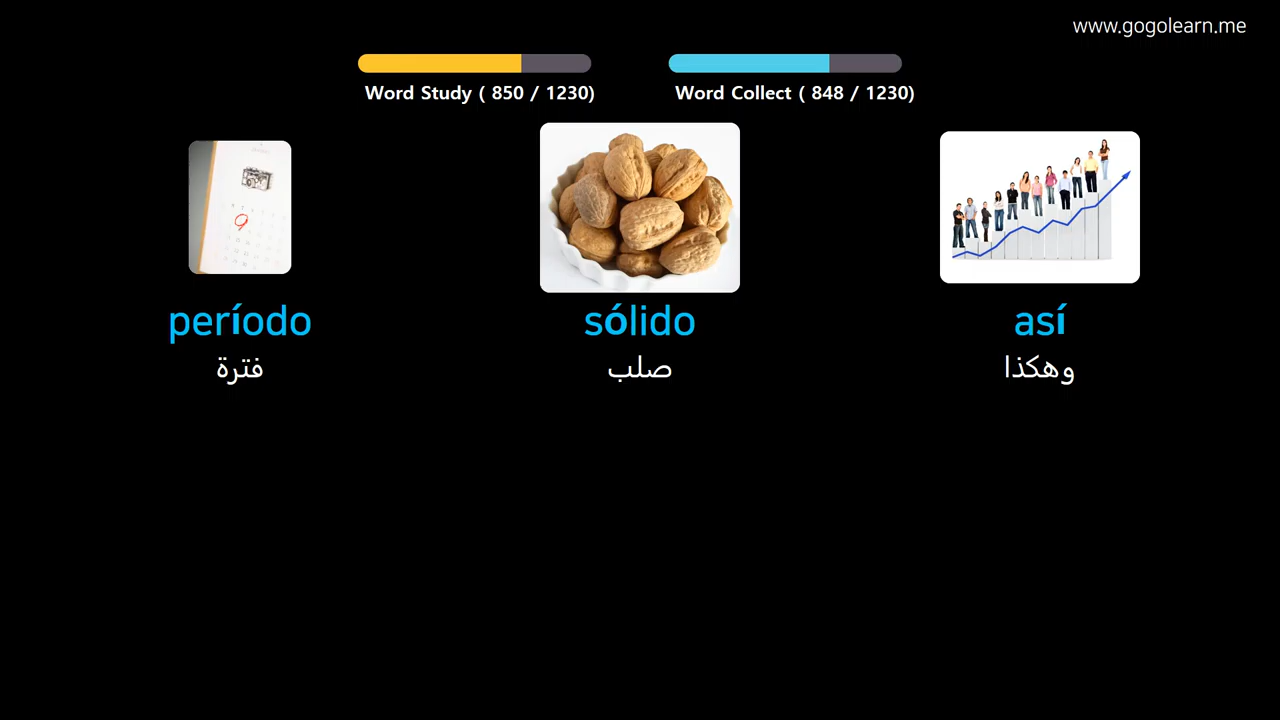 www.gogolearn.me
Word Study ( 850 / 1230)
Word Collect ( 848 / 1230)
período
sólido
así
فترة
صلب
وهكذا